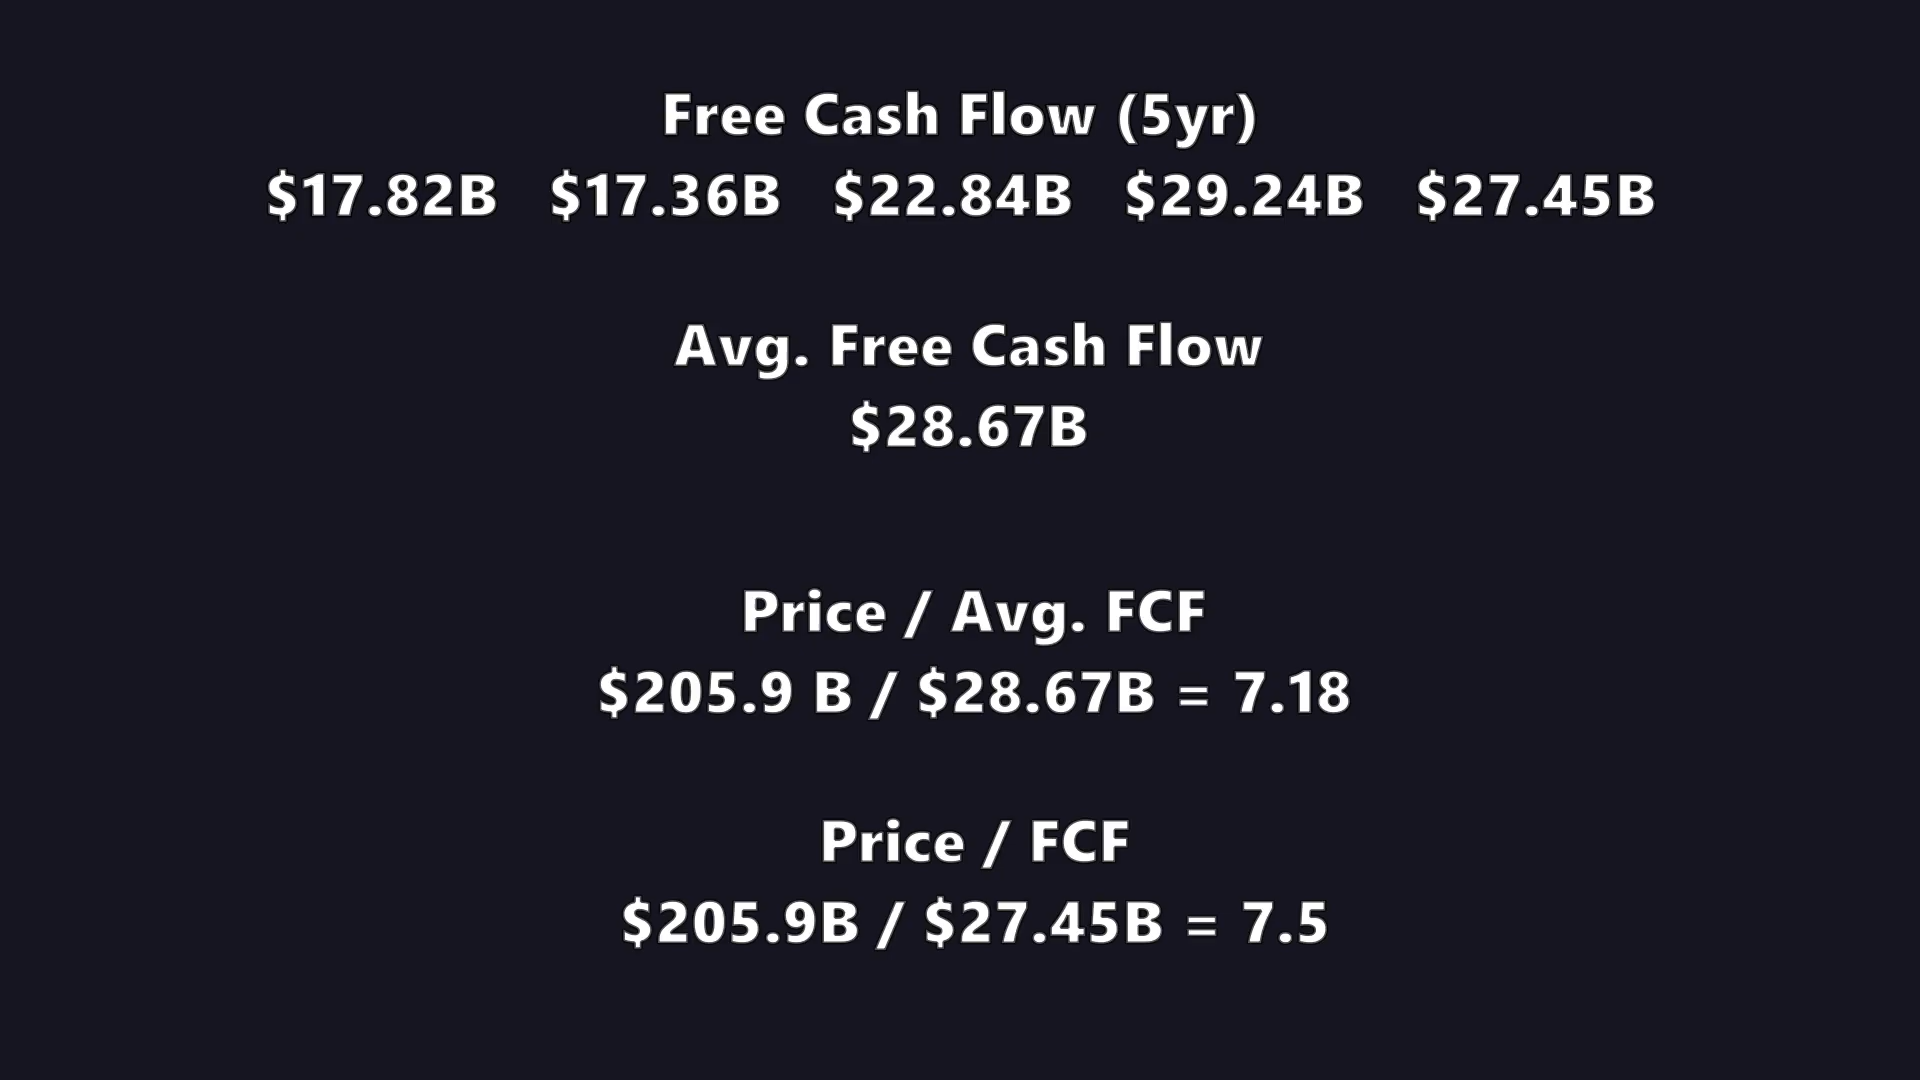 Free Cash Flow (5yr)
$17.82B $17.36B $22.84B $29.24B $27.45B
Avg. Free Cash Flow
$28.67B
Price / Avg. FCF
$205.9 B / $28.67B = 7.18
Price / FCF
$205.9B / $27.45B = 7.5